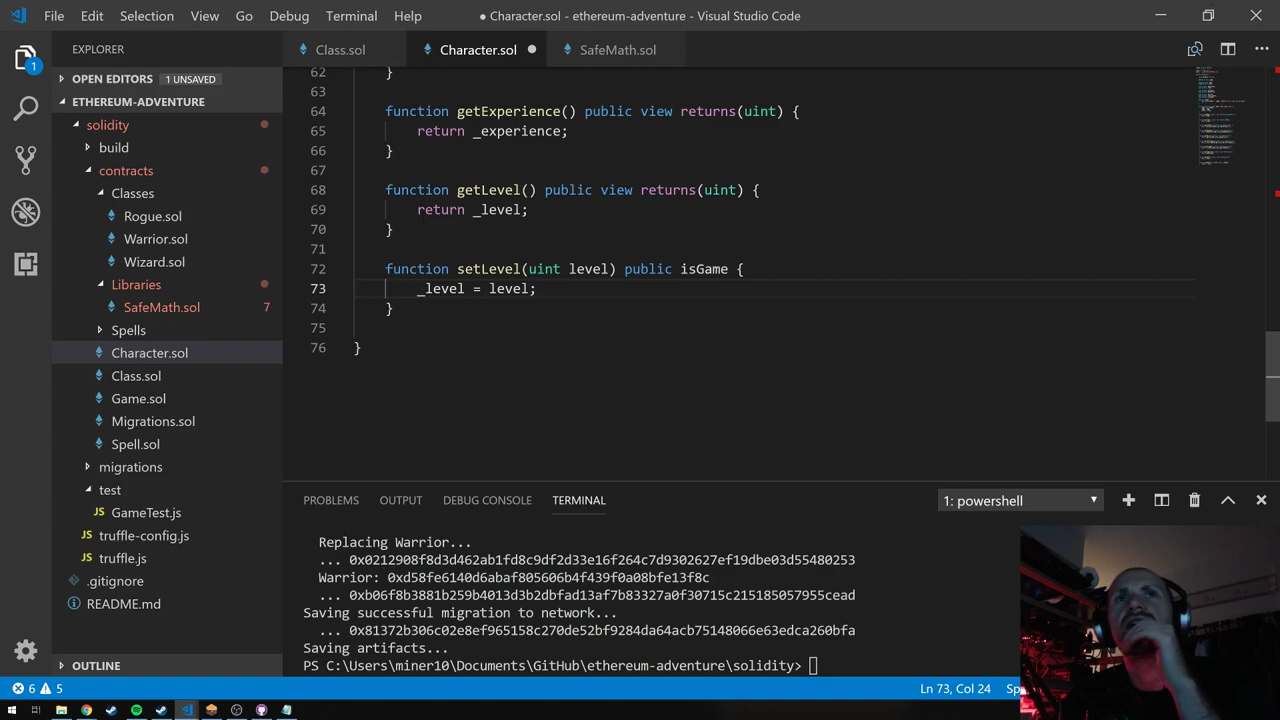 File Edit Selection View Go Debug Terminal Help
● Character.sol - ethereum-adventure - Visual Studio Code
EXPLORER
Class.sol
Character.sol
SafeMath.sol
OPEN EDITORS 1 UNSAVED
ETHEREUM-ADVENTURE
solidity
build
contracts
Classes
Rogue.sol
Warrior.sol
Wizard.sol
Libraries
SafeMath.sol 7
Spells
Character.sol
Class.sol
Game.sol
Migrations.sol
Spell.sol
migrations
test
GameTest.js
truffle-config.js
truffle.js
.gitignore
README.md
OUTLINE
1
62 }
63
64 function getExperience() public view returns(uint) {
65 return _experience;
66 }
67
68 function getLevel() public view returns(uint) {
69 return _level;
70 }
71
72 function setLevel(uint level) public isGame {
73 _level = level;
74 }
75
76 }
PROBLEMS OUTPUT DEBUG CONSOLE TERMINAL 1: powershell
Replacing Warrior...
... 0x0212908f8d3d462ab1fd8c9df2d33e16f264c7d9302627ef19dbe03d55480253
Warrior: 0xd58fe6140d6abaf805606b4f439f0a08bfe13f8c
... 0xb06f8b3881b259b4013d3b2dbfad13af7b83327a0f30715c215185057955cead
Saving successful migration to network...
... 0x81372b306c02e8ef965158c270de52bf9284da64acb75148066e63edca260bfa
Saving artifacts...
PS C:\Users\miner10\Documents\GitHub\ethereum-adventure\solidity>
6 5 Ln 73, Col 24